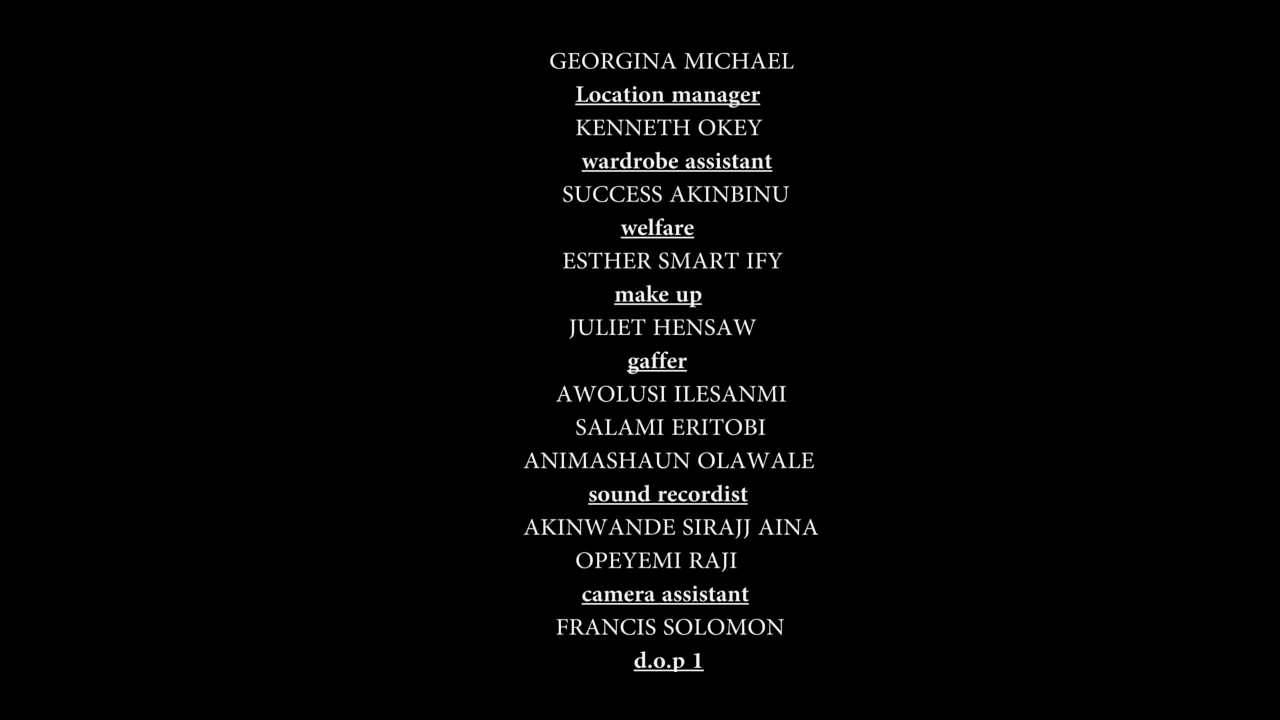 GEORGINA MICHAEL
Location manager
KENNETH OKEY
wardrobe assistant
SUCCESS AKINBINU
welfare
ESTHER SMART IFY
make up
JULIET HENSAW
gaffer
AWOLUSI ILESANMI
SALAMI ERITOBI
ANIMASHAUN OLAWALE
sound recordist
AKINWANDE SIRAJJ AINA
OPEYEMI RAJI
camera assistant
FRANCIS SOLOMON
d.o.p 1